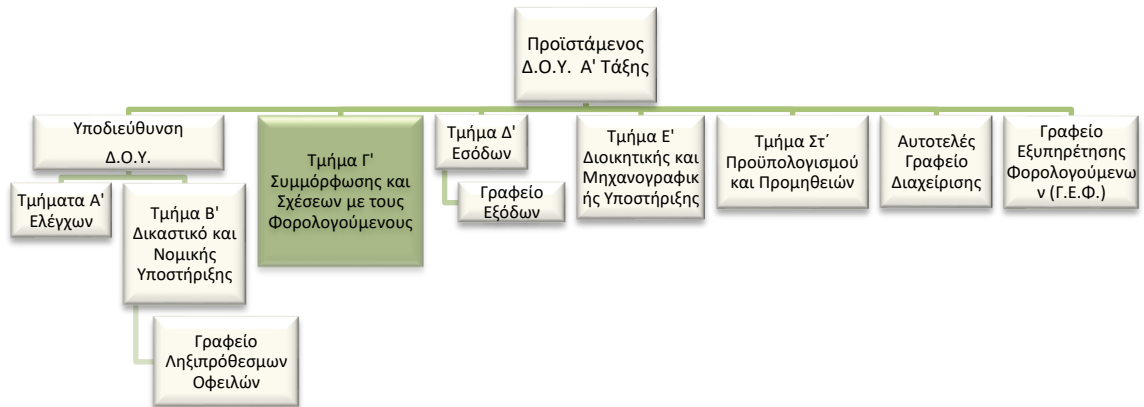 Προϊστάμενος
Δ.Ο.Υ. Α' Τάξης
Υποδιεύθυνση
Δ.Ο.Υ.
Τμήματα Α'
Ελέγχων
Τμήμα Β'
Δικαστικό και
Νομικής
Υποστήριξης
Γραφείο
Ληξιπρόθεσμων
Οφειλών
Τμήμα Γ'
Συμμόρφωσης και
Σχέσεων με τους
Φορολογούμενους
Τμήμα Δ'
Εσόδων
Γραφείο
Εξόδων
Τμήμα Ε'
Διοικητικής και
Μηχανογραφικ
ής Υποστήριξης
Τμήμα Στ΄
Προϋπολογισμού
και Προμηθειών
Αυτοτελές
Γραφείο
Διαχείρισης
Γραφείο
Εξυπηρέτησης
Φορολογούμενω
ν (Γ.Ε.Φ.)